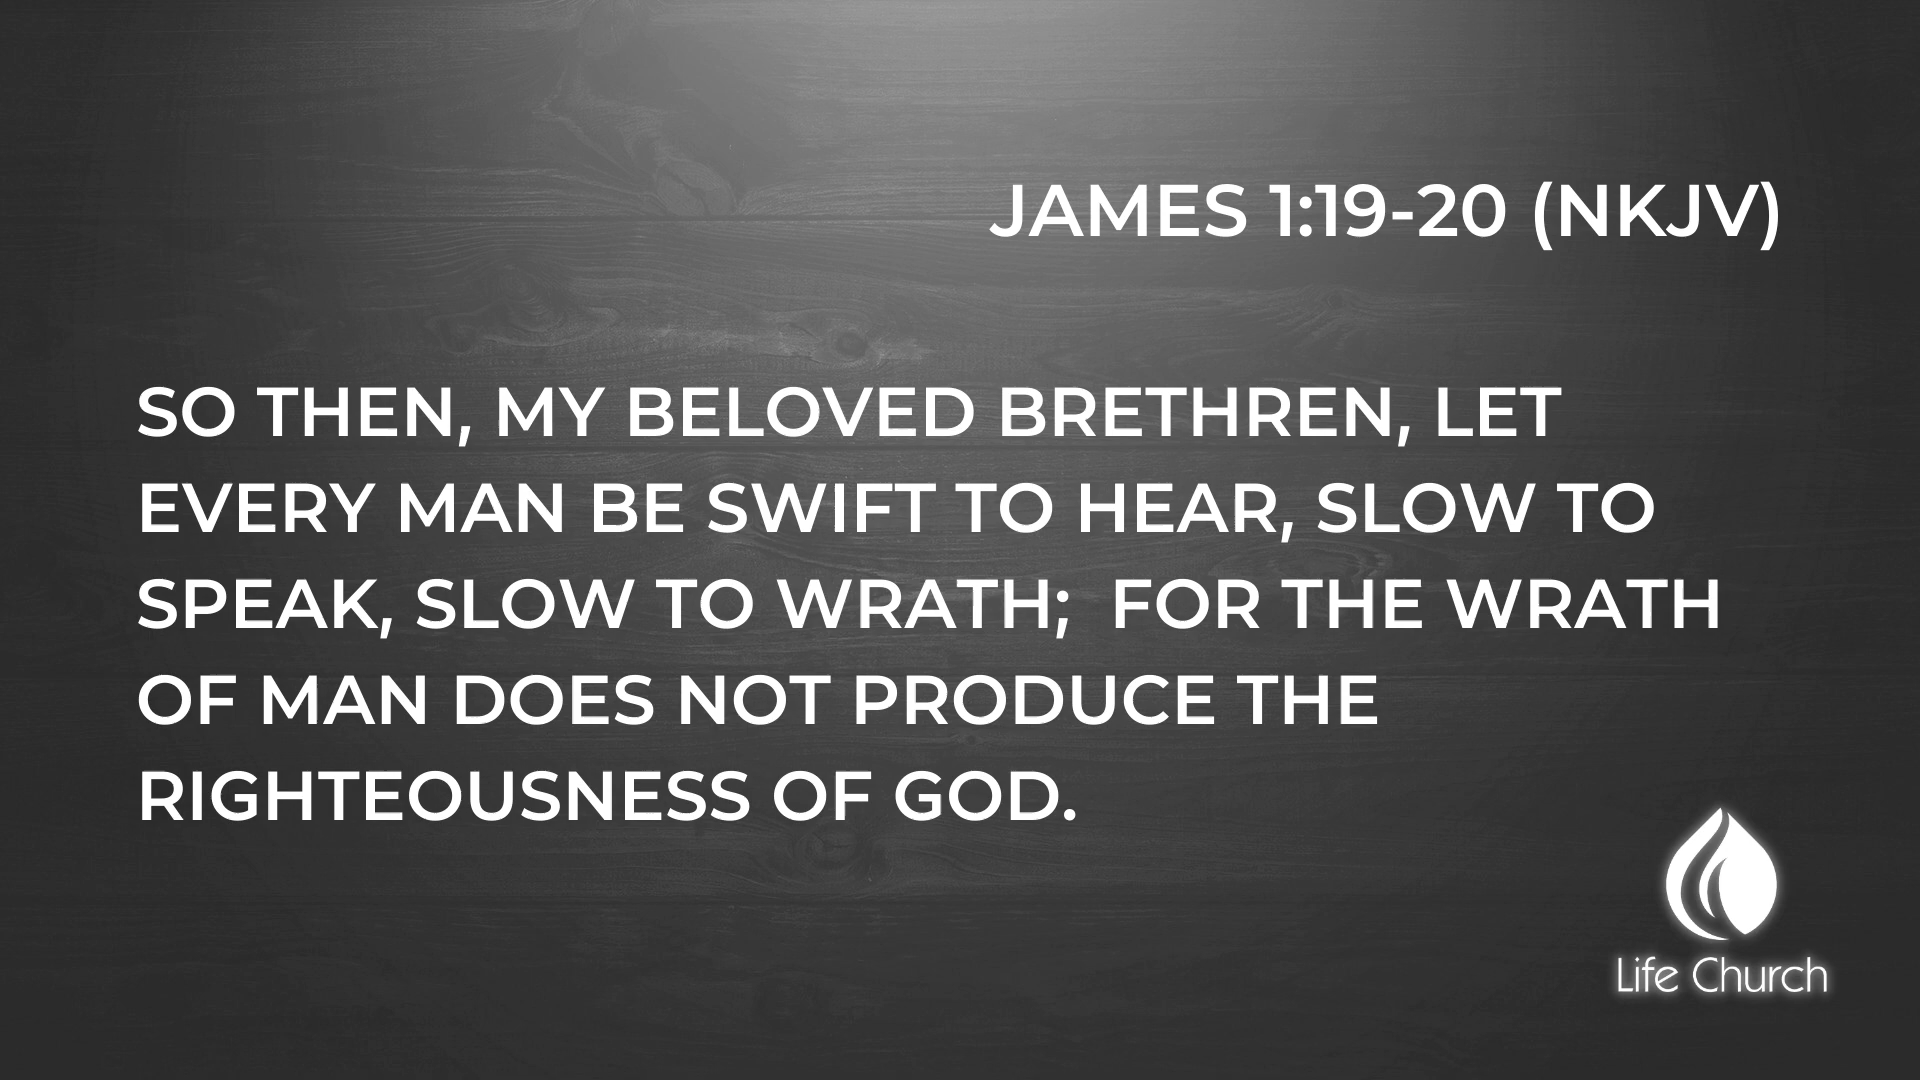 JAMES 1:19-20 (NKJV)
SO THEN, MY BELOVED BRETHREN, LET
EVERY MAN BE SWIFT TO HEAR, SLOW TO
SPEAK, SLOW TO WRATH;  FOR THE WRATH
OF MAN DOES NOT PRODUCE THE
RIGHTEOUSNESS OF GOD.
Life Church